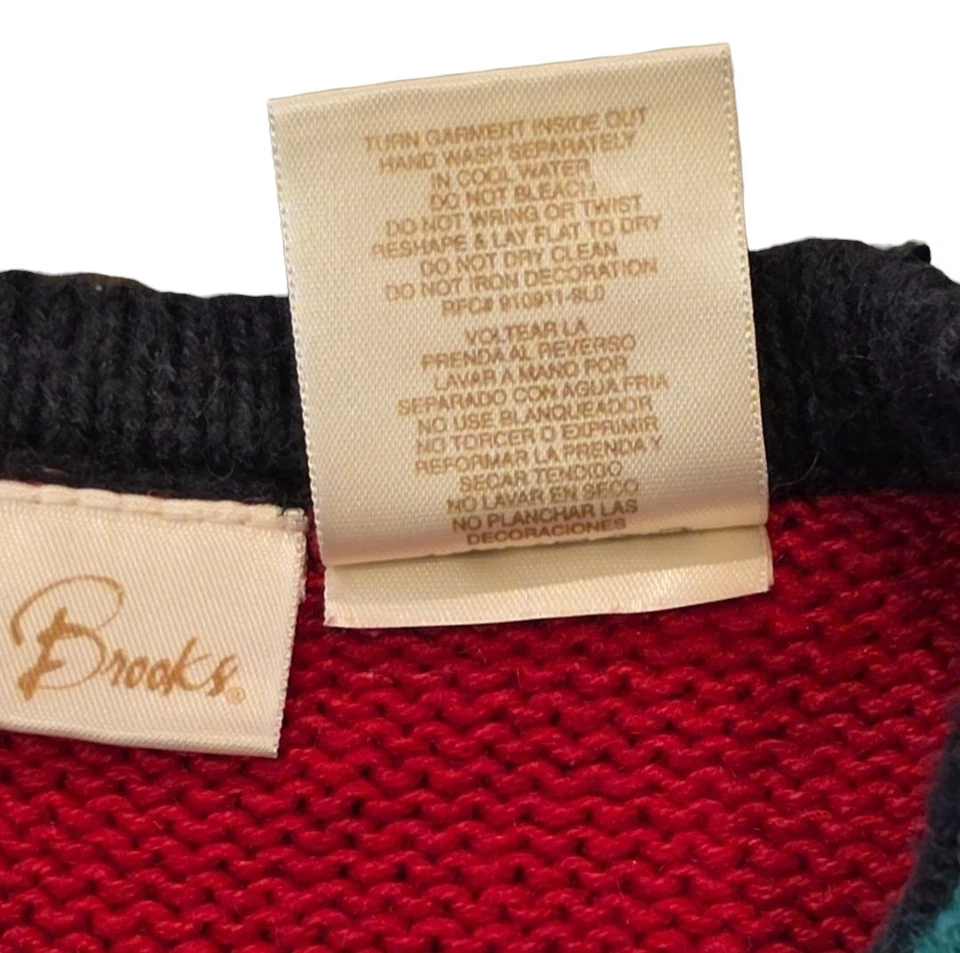 TURN GARMENT INSIDE OUT
HAND WASH SEPARATELY
IN COOL WATER
DO NOT BLEACH
DO NOT WRING OR TWIST
RESHAPE & LAY FLAT TO DRY
DO NOT DRY CLEAN
DO NOT IRON DECORATION
RFC# 910911-9L0
VOLTEAR LA
PRENDA AL REVERSO
LAVAR A MANO POR
SEPARADO CON AGUA FRIA
NO USE BLANQUEADOR
NO TORCER O EXPRIMIR
REFORMAR LA PRENDA Y
SECAR TENDIDO
NO LAVAR EN SECO
NO PLANCHAR LAS
DECORACIONES
Brooks®